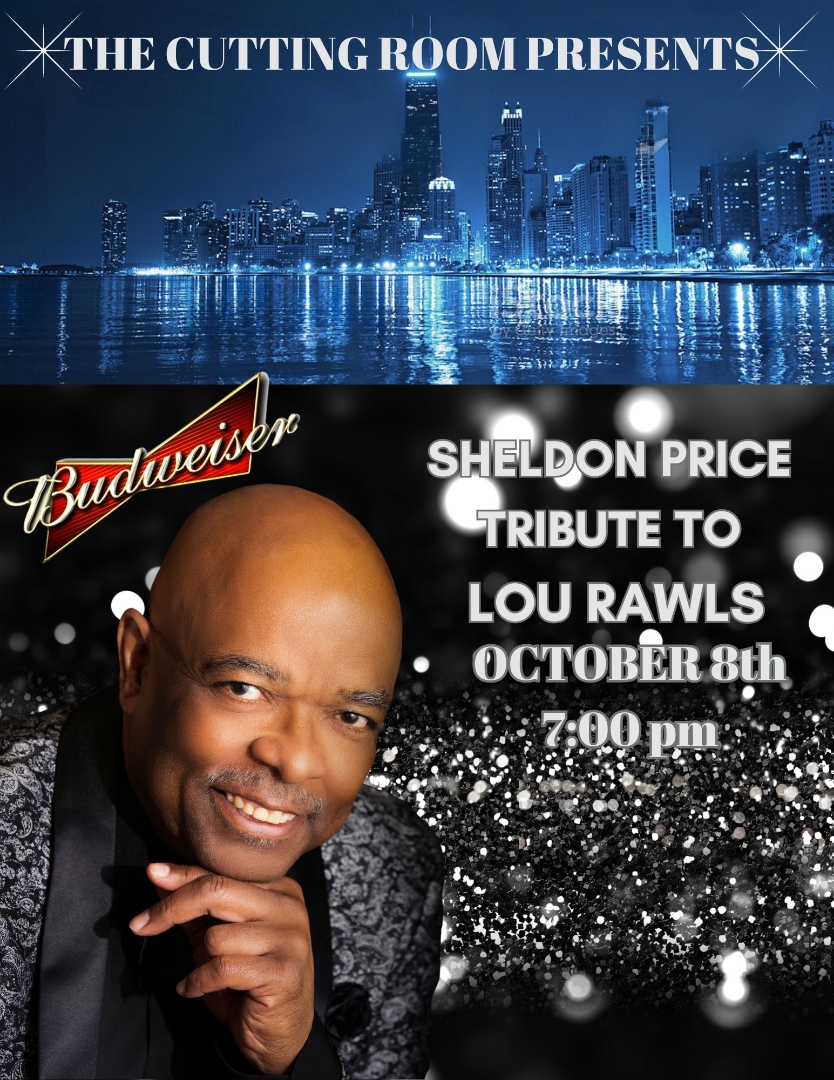 THE CUTTING ROOM PRESENTS
Budweiser
SHELDON PRICE
TRIBUTE TO
LOU RAWLS
OCTOBER 8th
7:00 pm